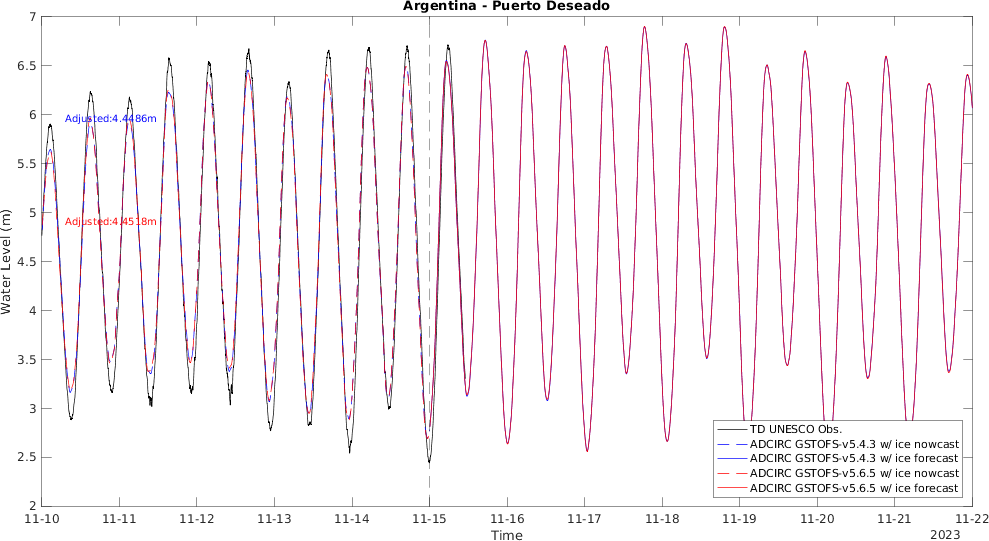 Argentina - Puerto Deseado
7
6.5
6
5.5
5
4.5
4
3.5
3
2.5
2
Water Level (m)
Adjusted:4.4486m
Adjusted:4.4518m
TD UNESCO Obs.
ADCIRC GSTOFS-v5.4.3 w/ ice nowcast
ADCIRC GSTOFS-v5.4.3 w/ ice forecast
ADCIRC GSTOFS-v5.6.5 w/ ice nowcast
ADCIRC GSTOFS-v5.6.5 w/ ice forecast
11-10 11-11 11-12 11-13 11-14 11-15 11-16 11-17 11-18 11-19 11-20 11-21 11-22
Time
2023